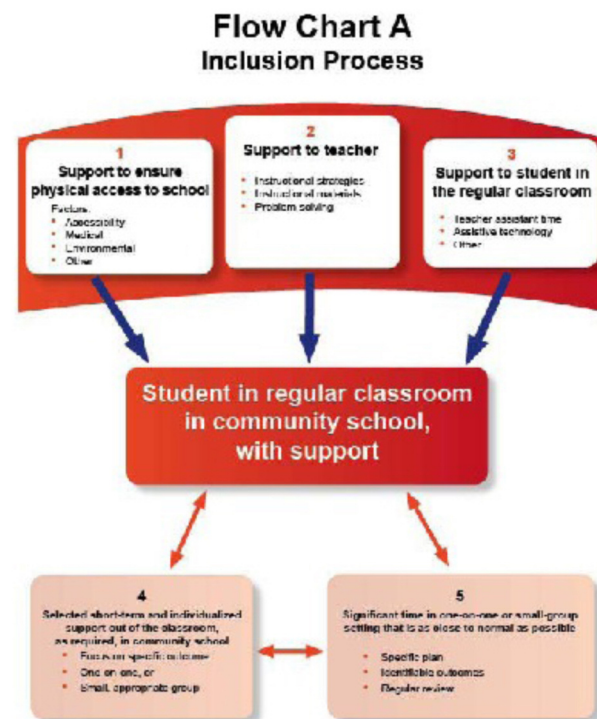 Flow Chart A
Inclusion Process
1
Support to ensure
physical access to school
Factors:
Accessibility
Medical
Environmental
Other
2
Support to teacher
Instructional strategies
Instructional materials
Problem solving
3
Support to student in
the regular classroom
Teacher assistant time
Assistive technology
Other
Student in regular classroom
in community school,
with support
4
Selected short-term and individualized
support out of the classroom,
as required, in community school
Focus on specific outcome
One-on-one, or
Small, appropriate group
5
Significant time in one-on-one or small-group
setting that is as close to normal as possible
Specific plan
Identifiable outcomes
Regular review